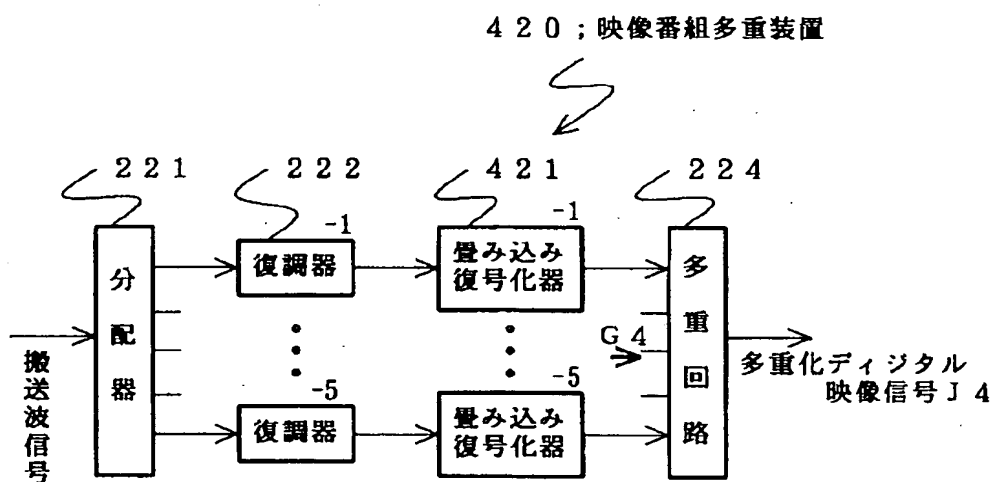 ４２０；映像番組多重装置
２２１
２２２
４２１
２２４
-1
-1
分配器
復調器
畳み込み
復号化器
多重回路
Ｇ４
搬送波信号
多重化ディジタル
映像信号Ｊ４
-5
-5
復調器
畳み込み
復号化器